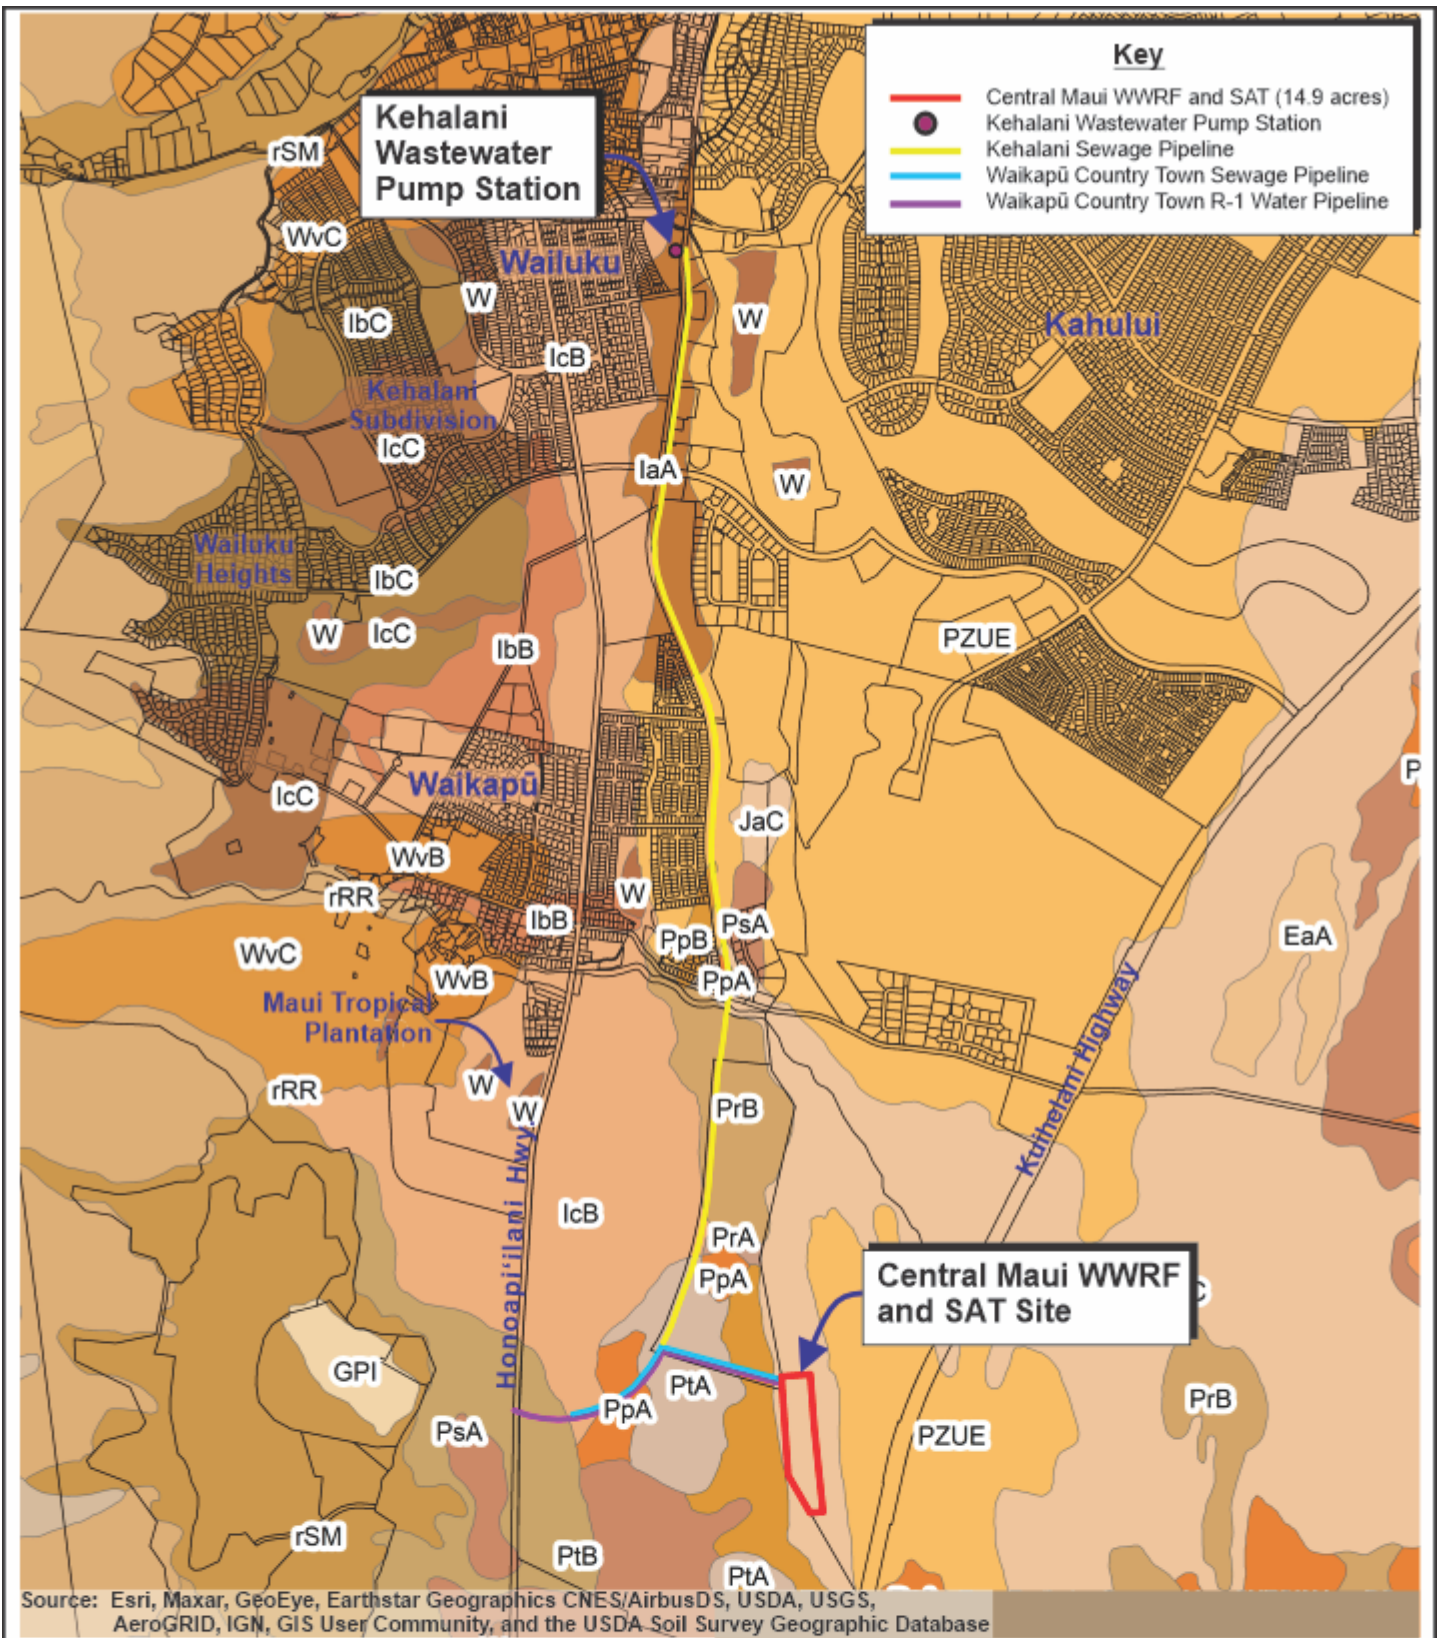 Key
Central Maui WWRF and SAT (14.9 acres)
Kehalani Wastewater Pump Station
Kehalani Sewage Pipeline
Waikapū Country Town Sewage Pipeline
Waikapū Country Town R-1 Water Pipeline
Kehalani
Wastewater
Pump Station
rSM
WvC
Wailuku
W
W
IbC
Kahului
IcB
Kehalani
Subdivision
IcC
IaA
W
Wailuku
Heights
IbC
W
IcC
IbB
PZUE
P
Waikapū
IcC
JaC
WvB
rRR
W
IbB
PsA
PpB
EaA
WvC
WvB
PpA
Maui Tropical
Plantation
Kuihelani Highway
rRR
W
W
PrB
Honoapiʻilani Hwy.
IcB
PrA
PpA
Central Maui WWRF
and SAT Site
C
GPI
PtA
PpA
PrB
PsA
PZUE
rSM
PtB
PtA
Source: Esri, Maxar, GeoEye, Earthstar Geographics CNES/AirbusDS, USDA, USGS,
AeroGRID, IGN, GIS User Community, and the USDA Soil Survey Geographic Database